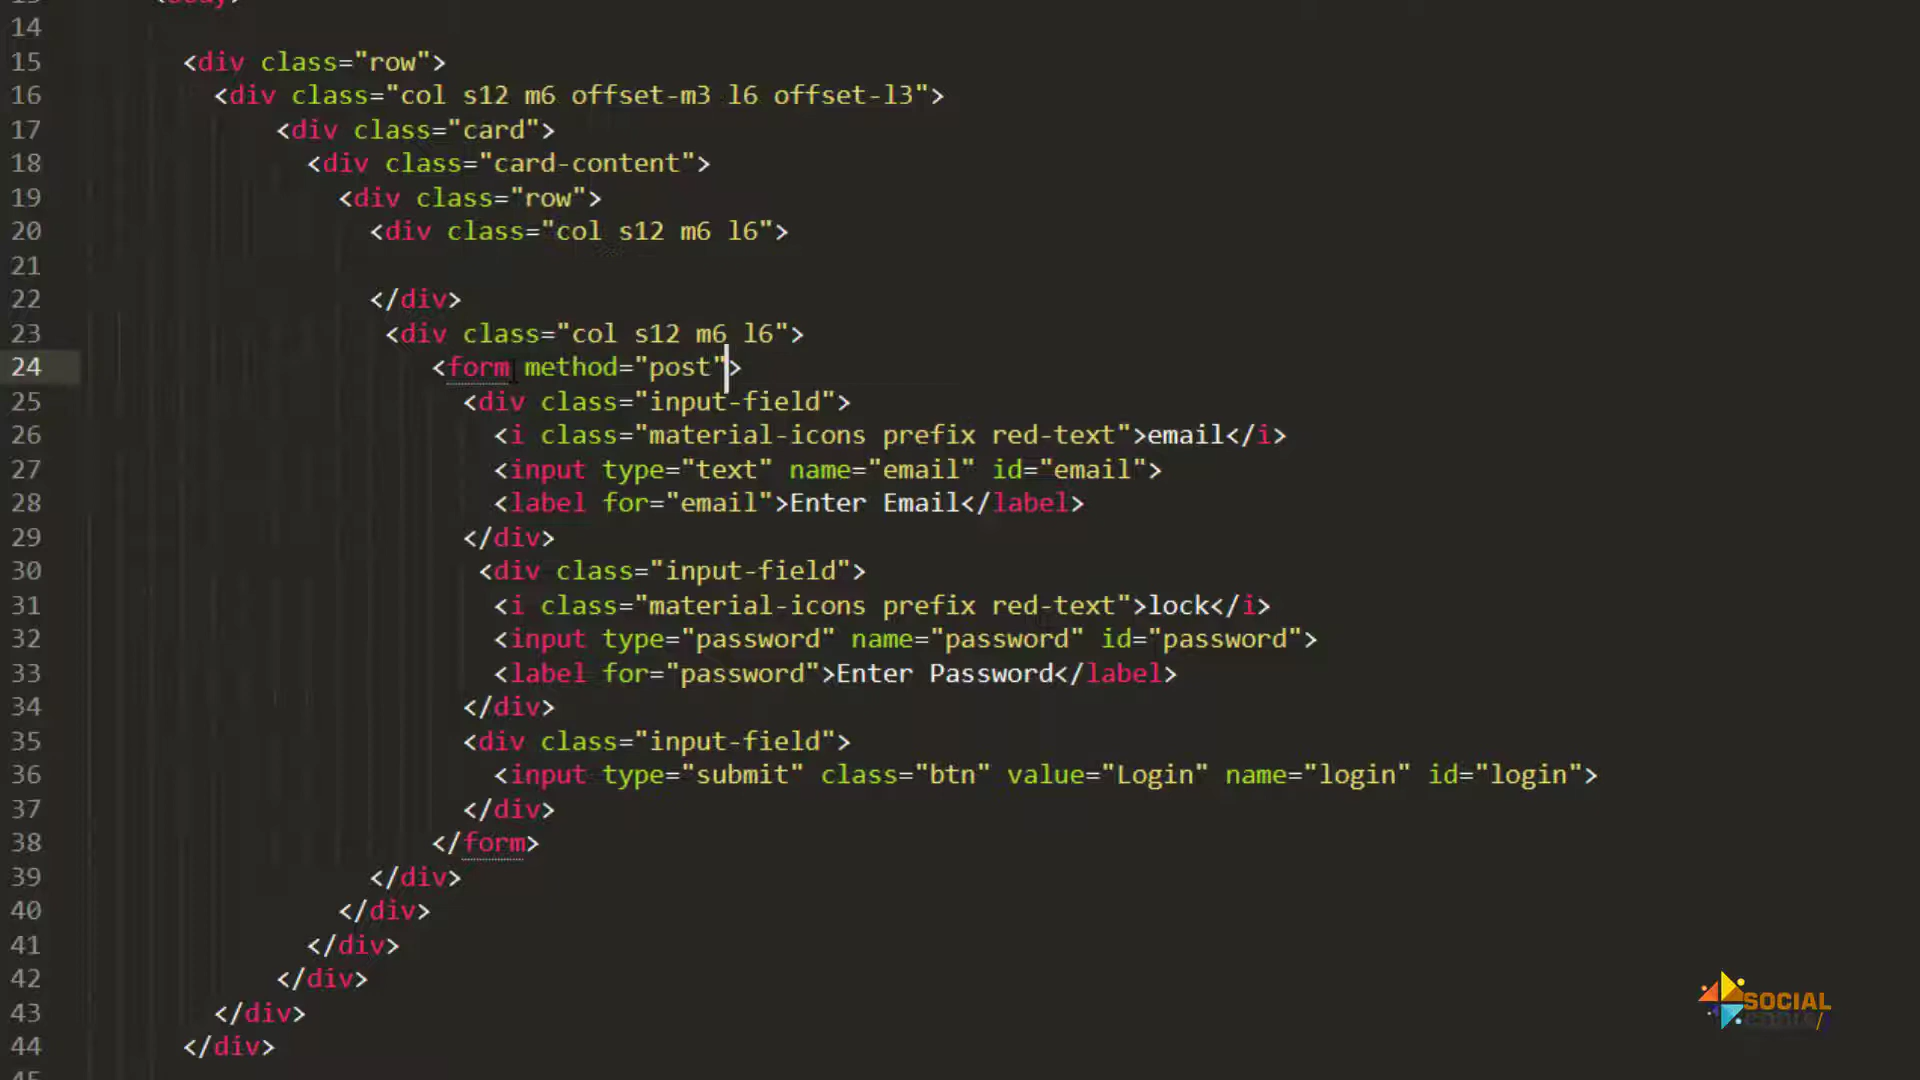 <body>
14
15 <div class="row">
16 <div class="col s12 m6 offset-m3 l6 offset-l3">
17 <div class="card">
18 <div class="card-content">
19 <div class="row">
20 <div class="col s12 m6 l6">
21
22 </div>
23 <div class="col s12 m6 l6">
24 <form method="post">
25 <div class="input-field">
26 <i class="material-icons prefix red-text">email</i>
27 <input type="text" name="email" id="email">
28 <label for="email">Enter Email</label>
29 </div>
30 <div class="input-field">
31 <i class="material-icons prefix red-text">lock</i>
32 <input type="password" name="password" id="password">
33 <label for="password">Enter Password</label>
34 </div>
35 <div class="input-field">
36 <input type="submit" class="btn" value="Login" name="login" id="login">
37 </div>
38 </form>
39 </div>
40 </div>
41 </div>
42 </div>
43 </div>
44 </div>
SOCIAL